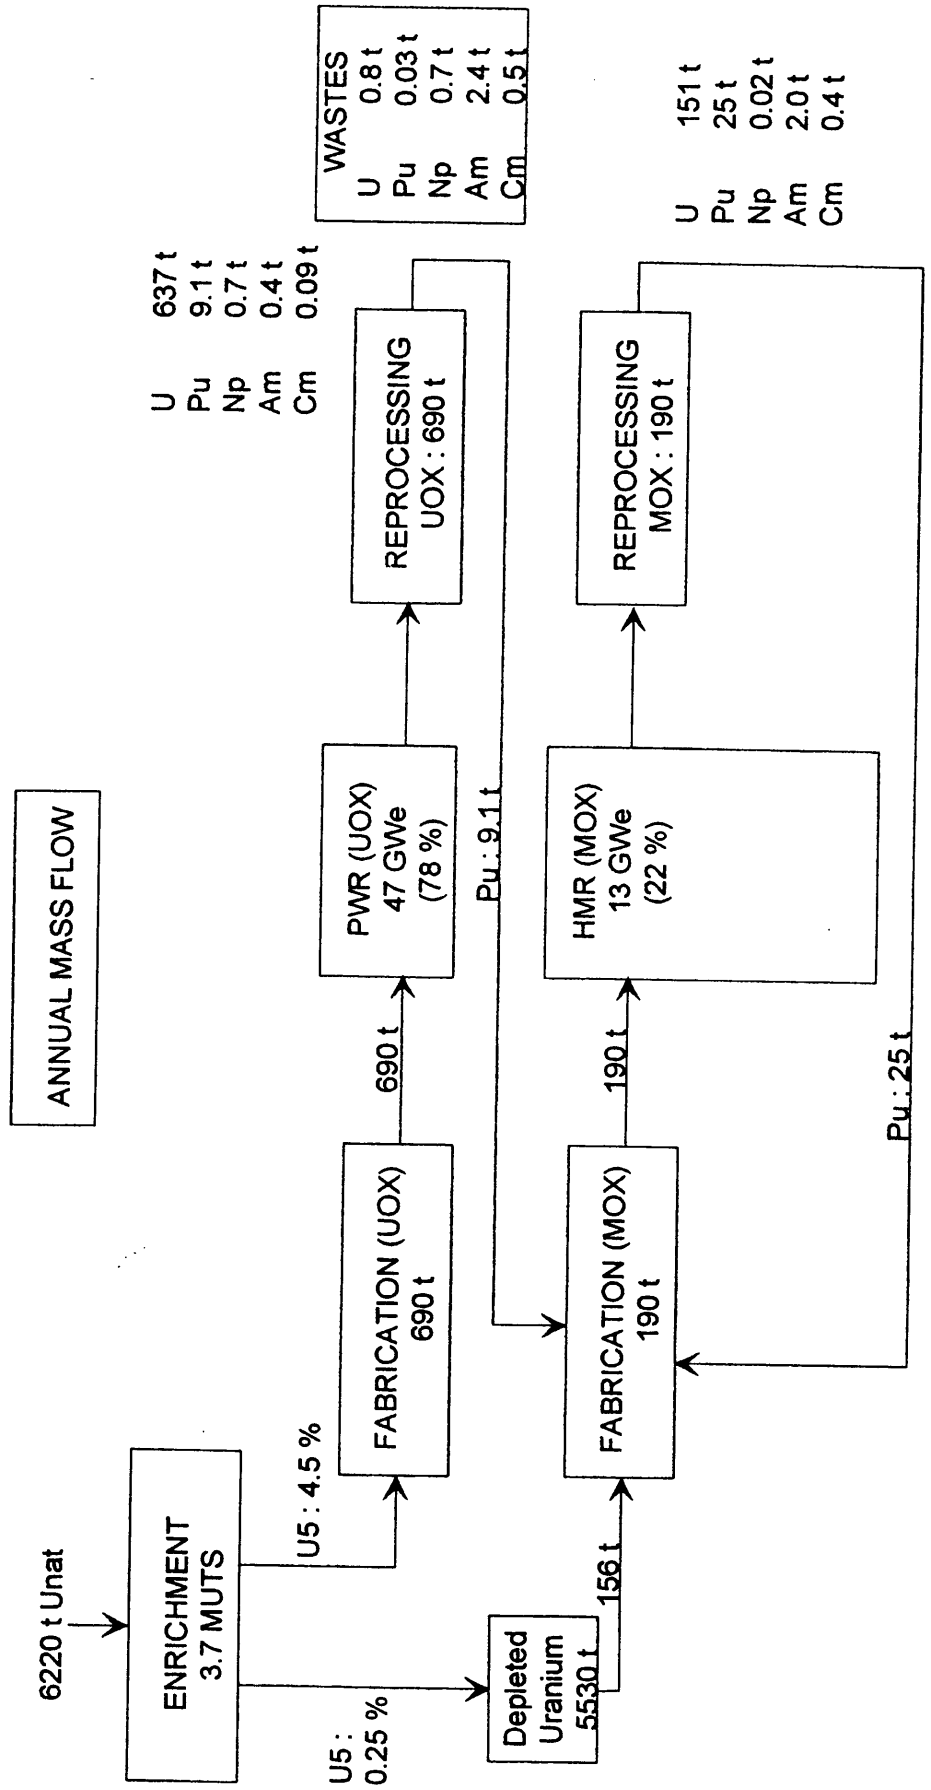 ANNUAL MASS FLOW
6220 t Unat
ENRICHMENT
3.7 MUTS
U5 : 4.5 %
U5 :
0.25 %
Depleted
Uranium
5530 t
156 t
FABRICATION (UOX)
690 t
690 t
PWR (UOX)
47 GWe
(78 %)
REPROCESSING
UOX : 690 t
U 637 t
Pu 9.1 t
Np 0.7 t
Am 0.4 t
Cm 0.09 t
WASTES
U 0.8 t
Pu 0.03 t
Np 0.7 t
Am 2.4 t
Cm 0.5 t
Pu : 9.1 t
FABRICATION (MOX)
190 t
190 t
HMR (MOX)
13 GWe
(22 %)
REPROCESSING
MOX : 190 t
U 151 t
Pu 25 t
Np 0.02 t
Am 2.0 t
Cm 0.4 t
Pu : 25 t